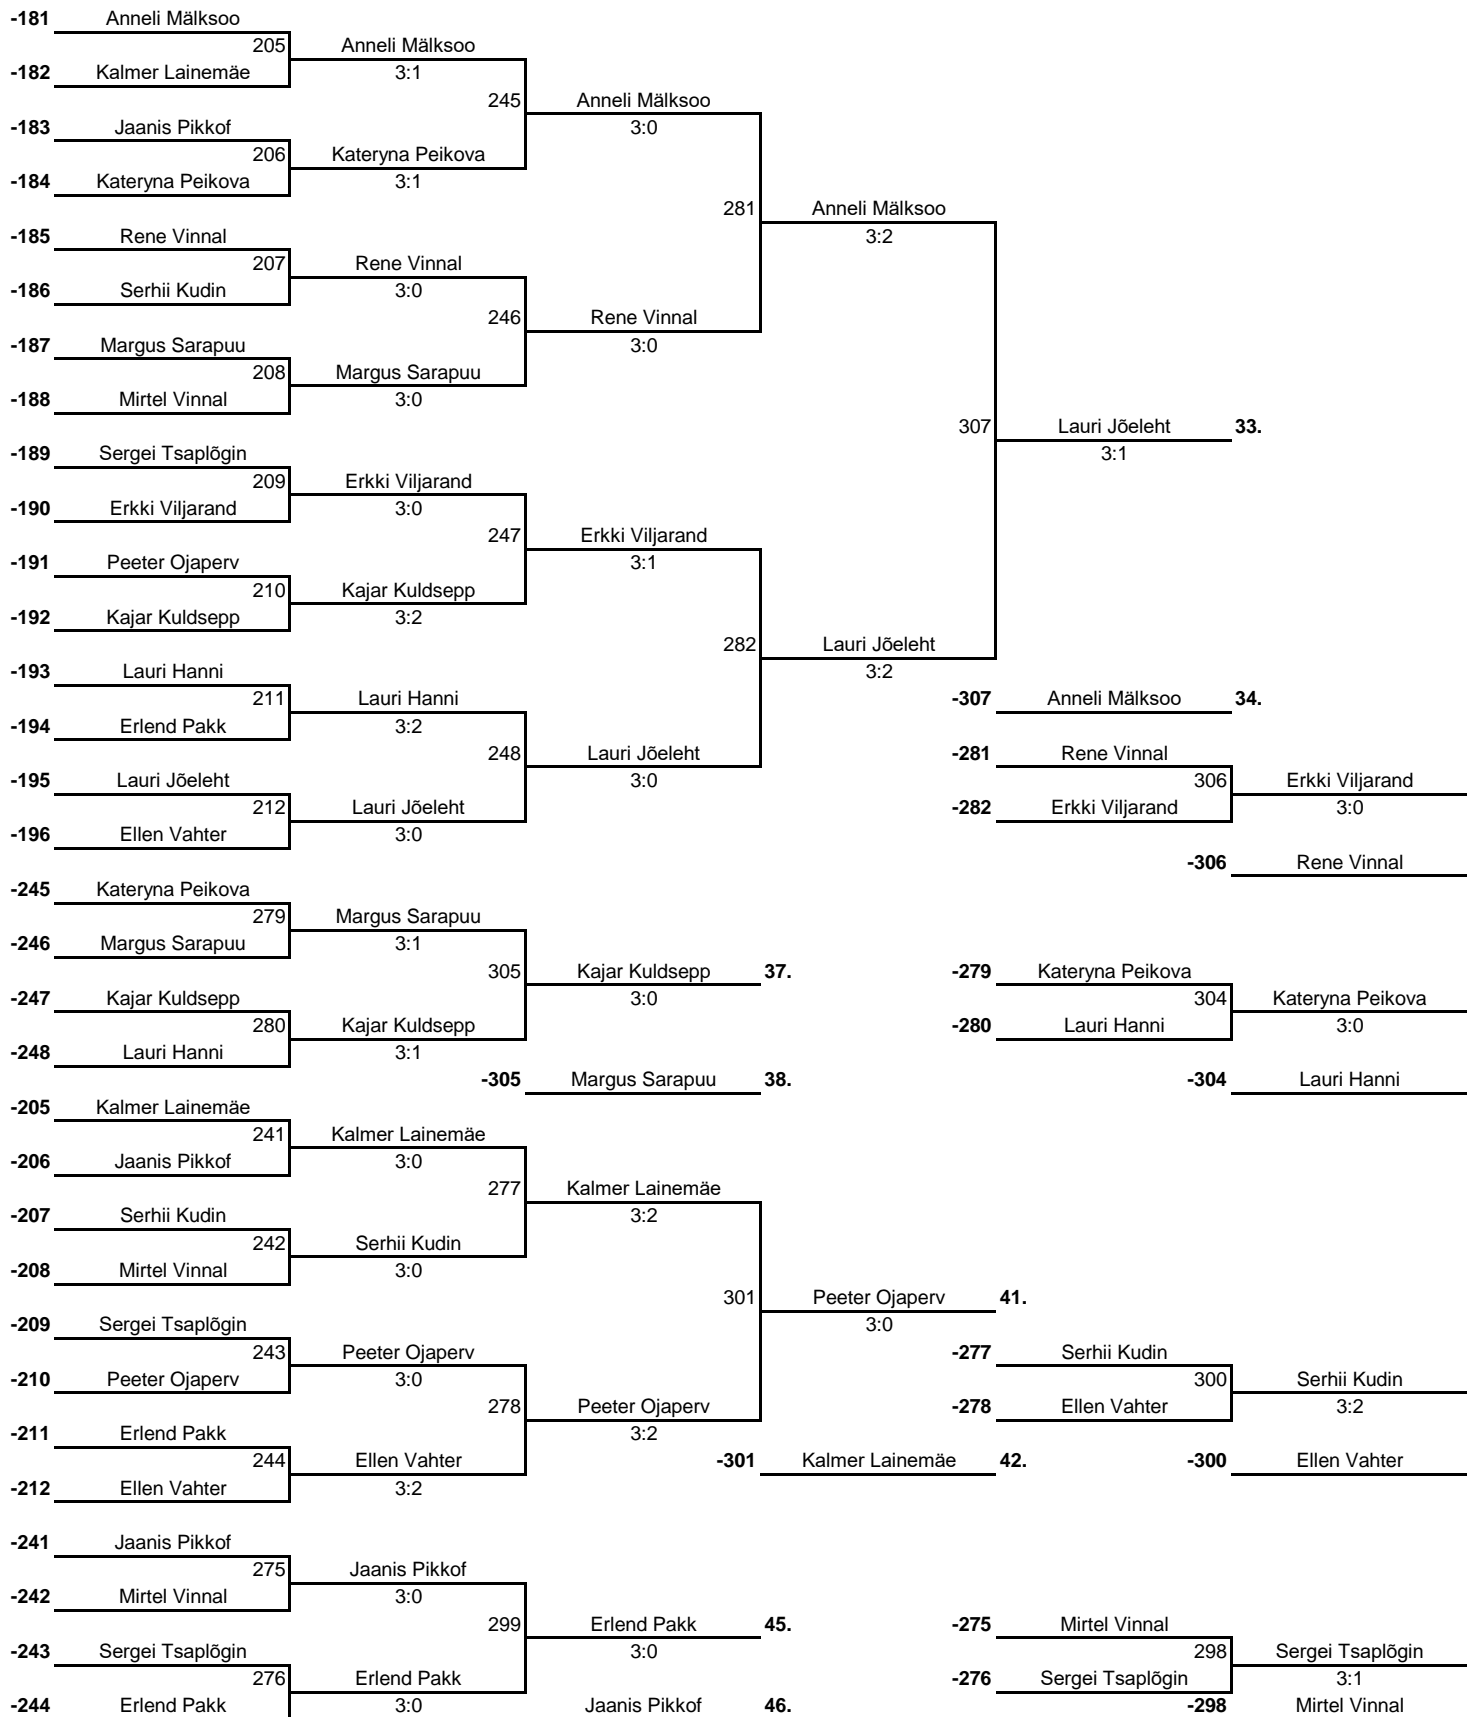 -181 Anneli Mälksoo
205 Anneli Mälksoo
-182 Kalmer Lainemäe 3:1
245 Anneli Mälksoo
-183 Jaanis Pikkof 3:0
206 Kateryna Peikova
-184 Kateryna Peikova 3:1
281 Anneli Mälksoo
-185 Rene Vinnal 3:2
207 Rene Vinnal
-186 Serhii Kudin 3:0
246 Rene Vinnal
-187 Margus Sarapuu 3:0
208 Margus Sarapuu
-188 Mirtel Vinnal 3:0
307 Lauri Jõeleht 33.
-189 Sergei Tsaplõgin 3:1
209 Erkki Viljarand
-190 Erkki Viljarand 3:0
247 Erkki Viljarand
-191 Peeter Ojaperv 3:1
210 Kajar Kuldsepp
-192 Kajar Kuldsepp 3:2
282 Lauri Jõeleht
-193 Lauri Hanni 3:2
211 Lauri Hanni -307 Anneli Mälksoo 34.
-194 Erlend Pakk 3:2
248 Lauri Jõeleht -281 Rene Vinnal
-195 Lauri Jõeleht 3:0 306 Erkki Viljarand
212 Lauri Jõeleht -282 Erkki Viljarand 3:0
-196 Ellen Vahter 3:0
-306 Rene Vinnal
-245 Kateryna Peikova
279 Margus Sarapuu
-246 Margus Sarapuu 3:1
305 Kajar Kuldsepp 37. -279 Kateryna Peikova
-247 Kajar Kuldsepp 3:0 304 Kateryna Peikova
280 Kajar Kuldsepp -280 Lauri Hanni 3:0
-248 Lauri Hanni 3:1
-305 Margus Sarapuu 38. -304 Lauri Hanni
-205 Kalmer Lainemäe
241 Kalmer Lainemäe
-206 Jaanis Pikkof 3:0
277 Kalmer Lainemäe
-207 Serhii Kudin 3:2
242 Serhii Kudin
-208 Mirtel Vinnal 3:0
301 Peeter Ojaperv 41.
-209 Sergei Tsaplõgin 3:0
243 Peeter Ojaperv -277 Serhii Kudin
-210 Peeter Ojaperv 3:0 300 Serhii Kudin
278 Peeter Ojaperv -278 Ellen Vahter 3:2
-211 Erlend Pakk 3:2
244 Ellen Vahter -301 Kalmer Lainemäe 42. -300 Ellen Vahter
-212 Ellen Vahter 3:2
-241 Jaanis Pikkof
275 Jaanis Pikkof
-242 Mirtel Vinnal 3:0
299 Erlend Pakk 45. -275 Mirtel Vinnal
-243 Sergei Tsaplõgin 3:0 298 Sergei Tsaplõgin
276 Erlend Pakk -276 Sergei Tsaplõgin 3:1
-244 Erlend Pakk 3:0 Jaanis Pikkof 46. -298 Mirtel Vinnal